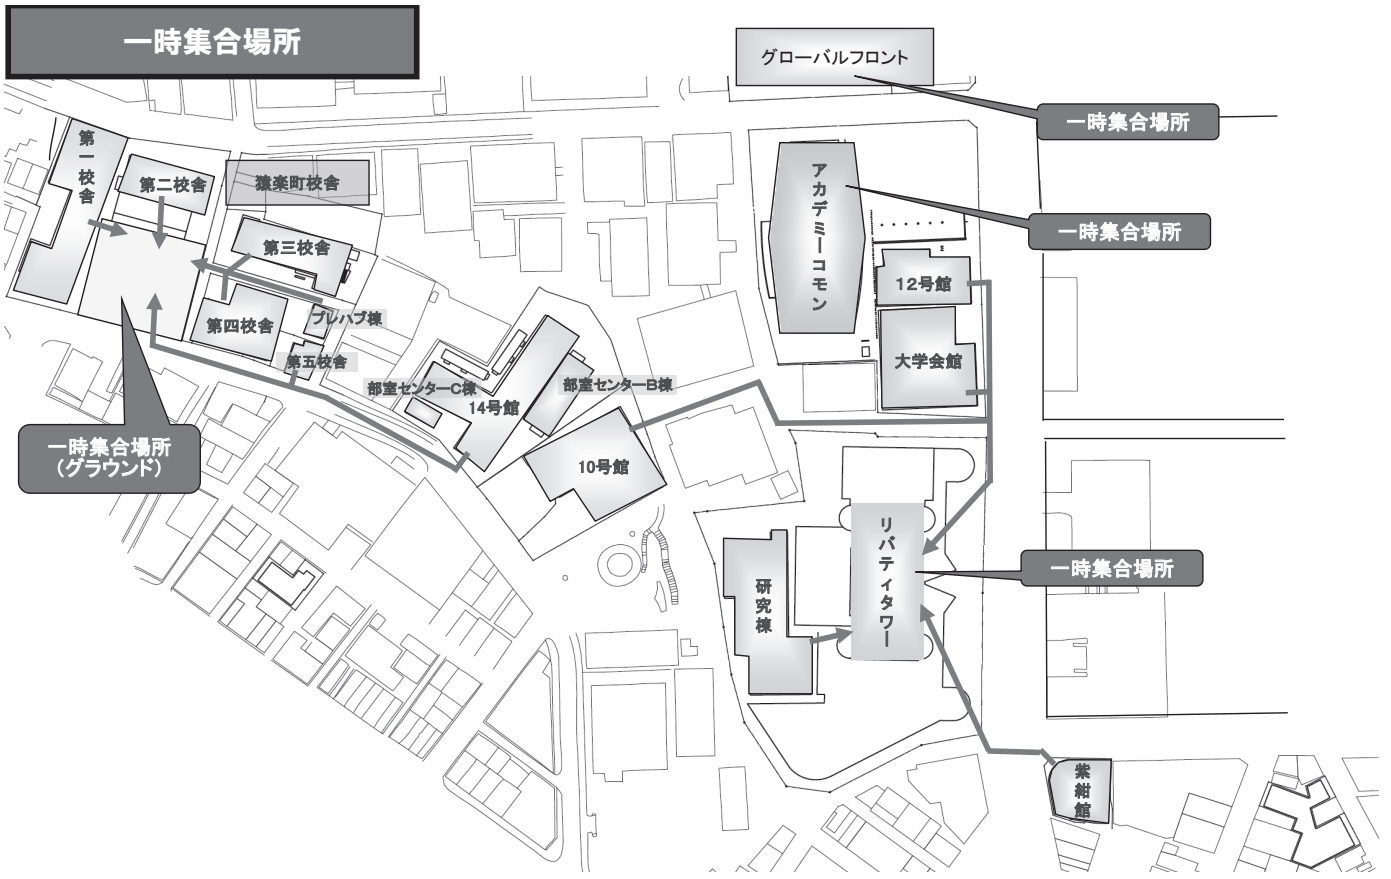 一時集合場所
グローバルフロント
一時集合場所
第一校舎
第二校舎
猿楽町校舎
アカデミーコモン
一時集合場所
第三校舎
12号館
プレハブ棟
第四校舎
第五校舎
大学会館
部室センターC棟
部室センターB棟
14号館
一時集合場所
(グラウンド)
10号館
リバティタワー
一時集合場所
研究棟
紫紺館